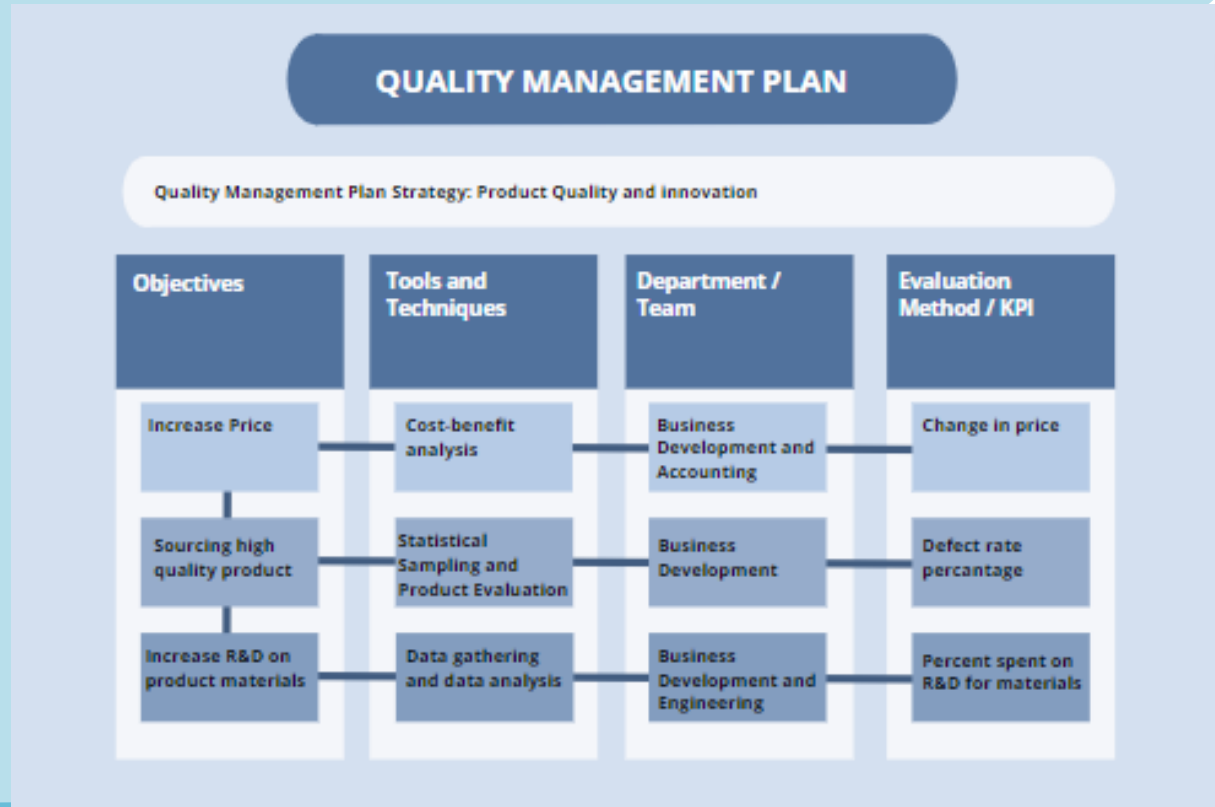 QUALITY MANAGEMENT PLAN
Quality Management Plan Strategy: Product Quality and innovation
Objectives
Tools and
Techniques
Department /
Team
Evaluation
Method / KPI
Increase Price
Cost-benefit
analysis
Business
Development and
Accounting
Change in price
Sourcing high
quality product
Statistical
Sampling and
Product Evaluation
Business
Development
Defect rate
percantage
Increase R&D on
product materials
Data gathering
and data analysis
Business
Development and
Engineering
Percent spent on
R&D for materials